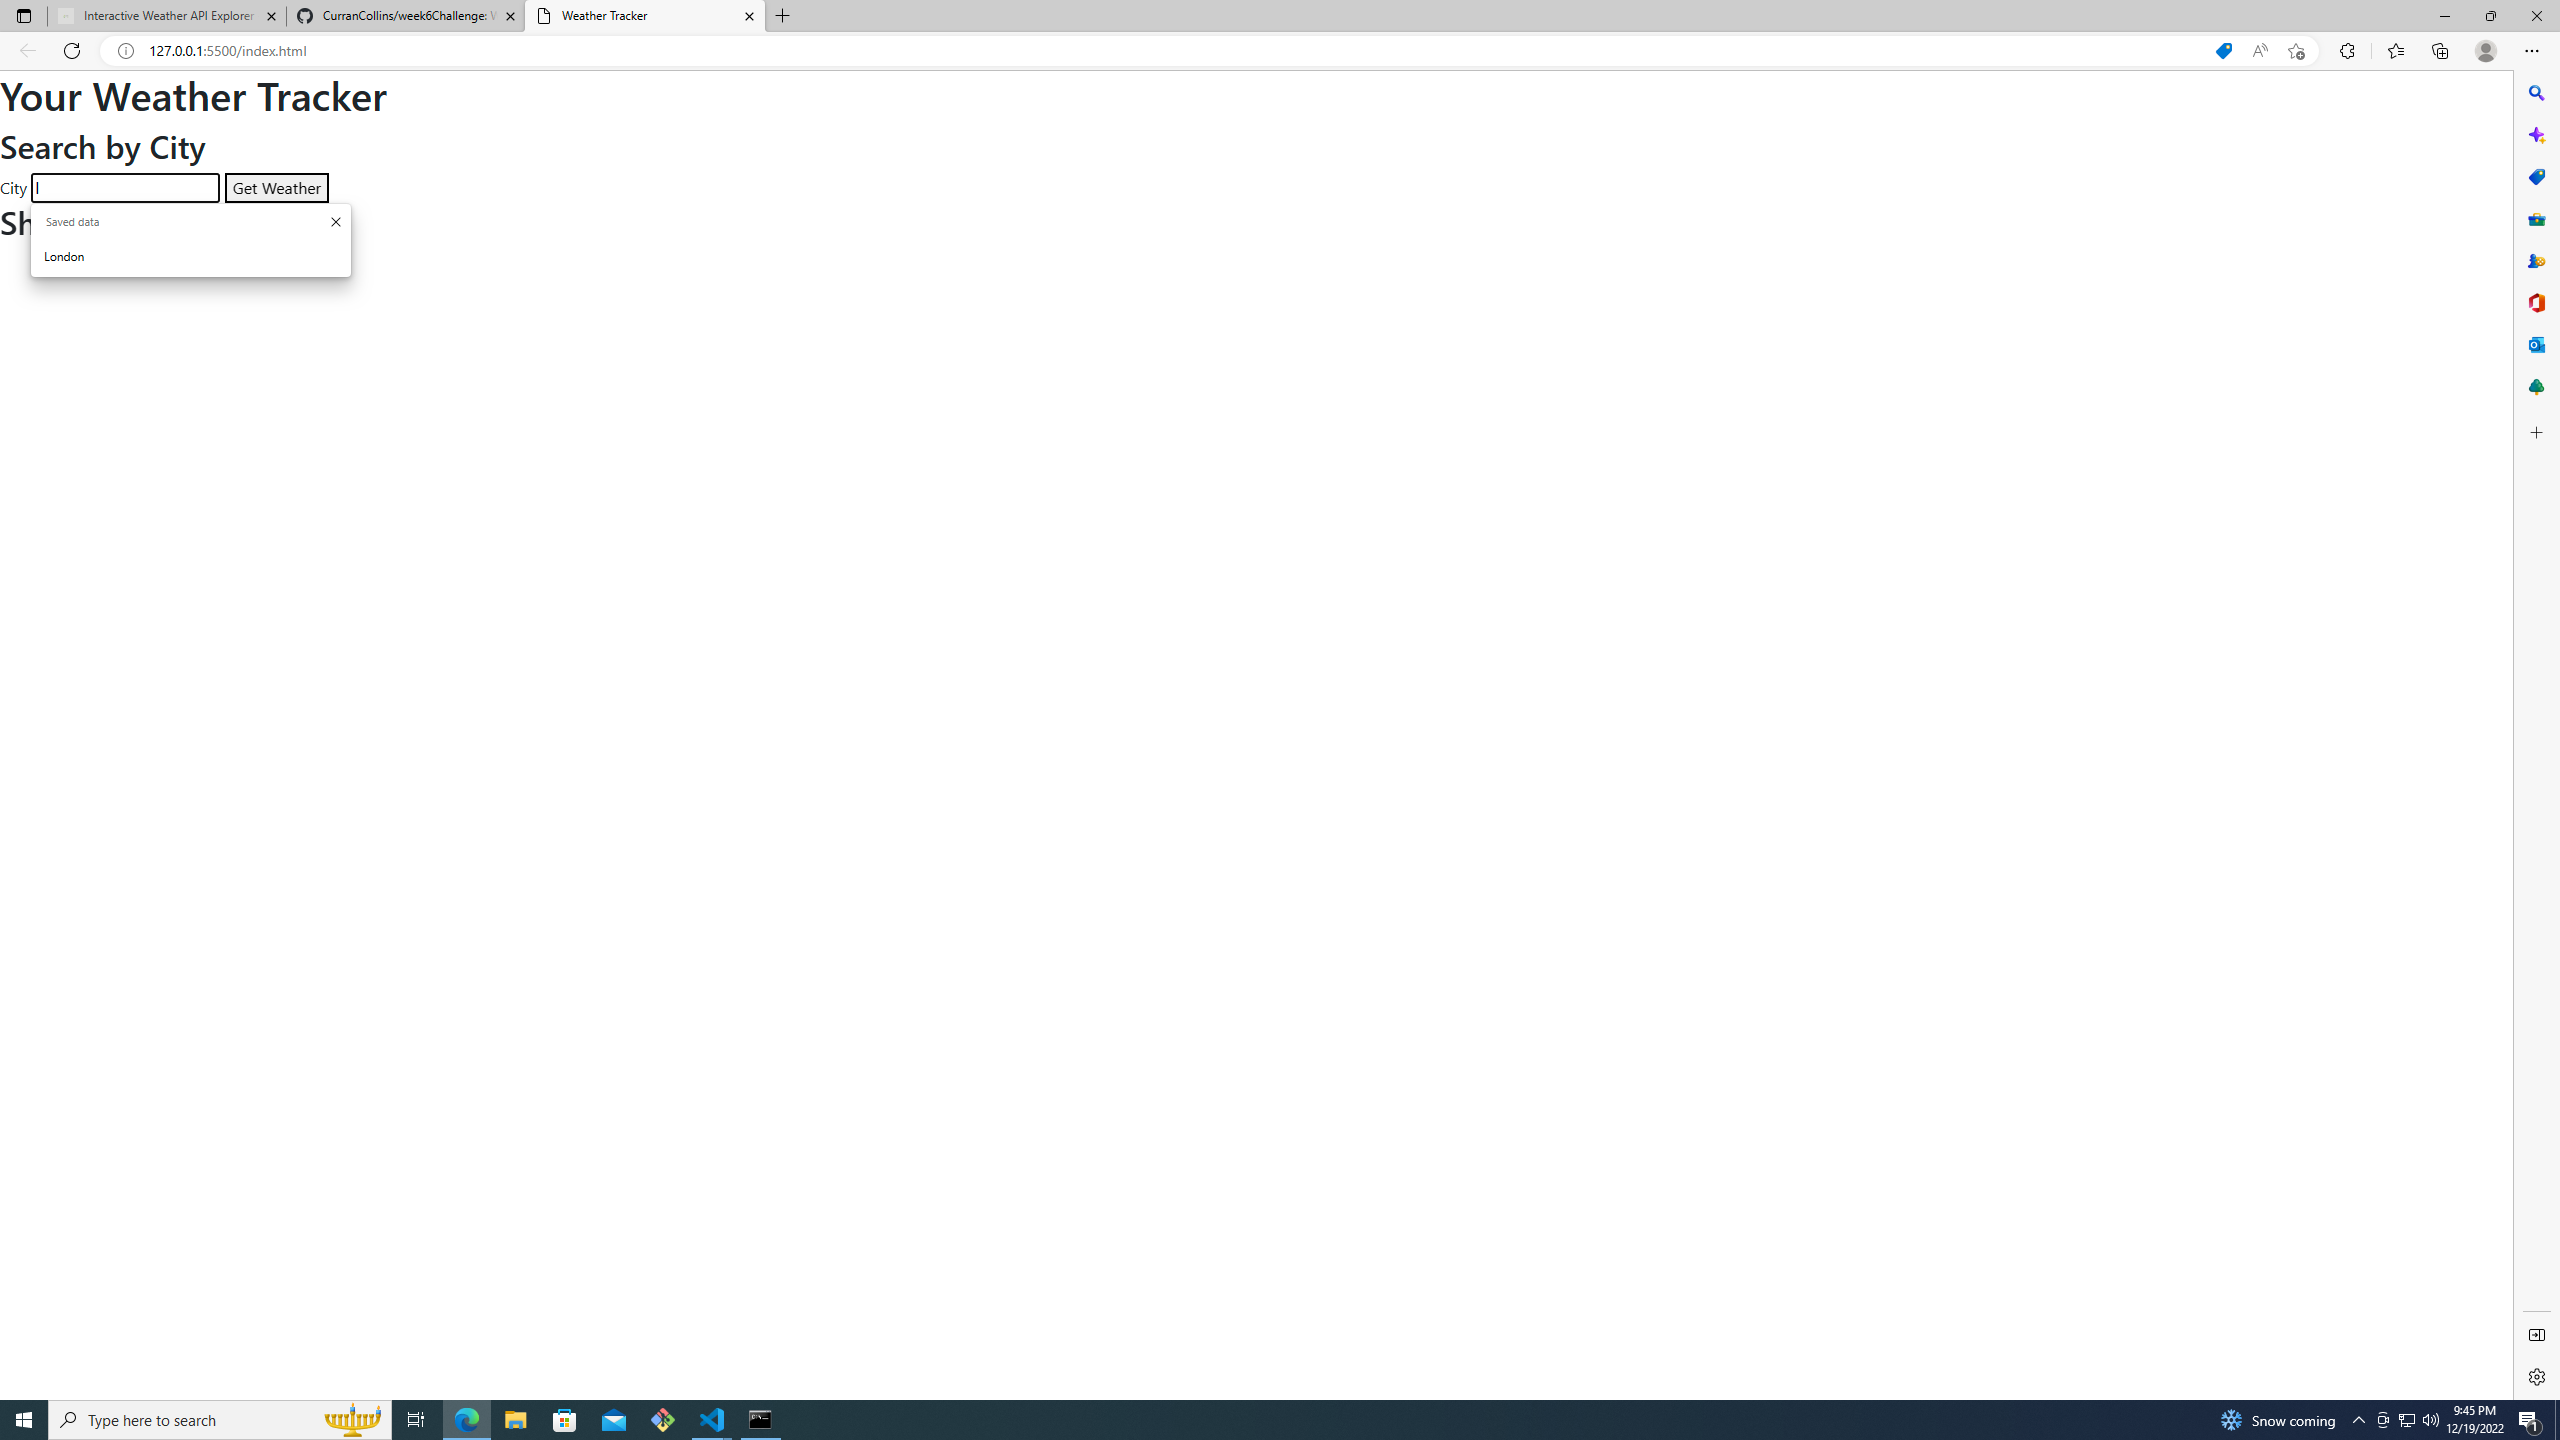 Interactive Weather API Explorer
CurranCollins/week6Challenge: W
Weather Tracker
127.0.0.1:5500/index.html
Your Weather Tracker
Search by City
City l Get Weather
Sh
Saved data
London
Type here to search
Snow coming
9:45 PM
12/19/2022
1